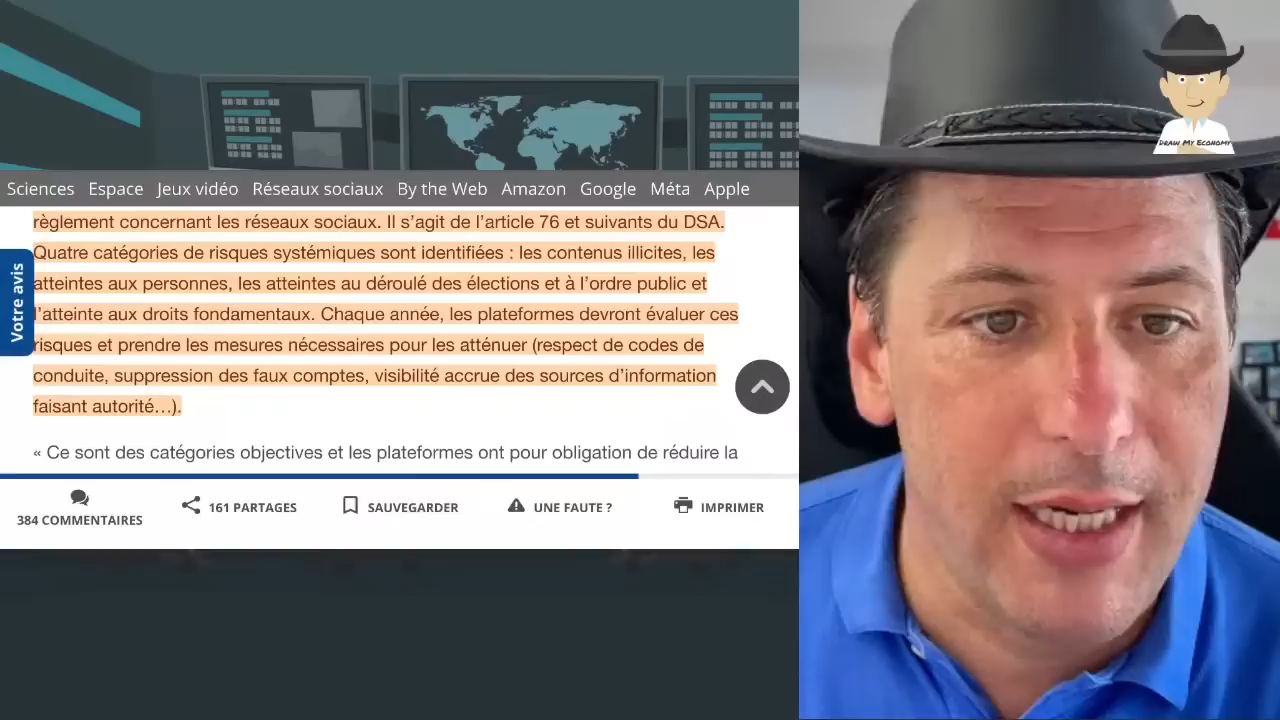 DRAW MY ECONOMY
Sciences Espace Jeux vidéo Réseaux sociaux By the Web Amazon Google Méta Apple
règlement concernant les réseaux sociaux. Il s’agit de l’article 76 et suivants du DSA.
Quatre catégories de risques systémiques sont identifiées : les contenus illicites, les
atteintes aux personnes, les atteintes au déroulé des élections et à l’ordre public et
l’atteinte aux droits fondamentaux. Chaque année, les plateformes devront évaluer ces
risques et prendre les mesures nécessaires pour les atténuer (respect de codes de
conduite, suppression des faux comptes, visibilité accrue des sources d’information
faisant autorité…).
Votre avis
« Ce sont des catégories objectives et les plateformes ont pour obligation de réduire la
384 COMMENTAIRES
161 PARTAGES
SAUVEGARDER
UNE FAUTE ?
IMPRIMER